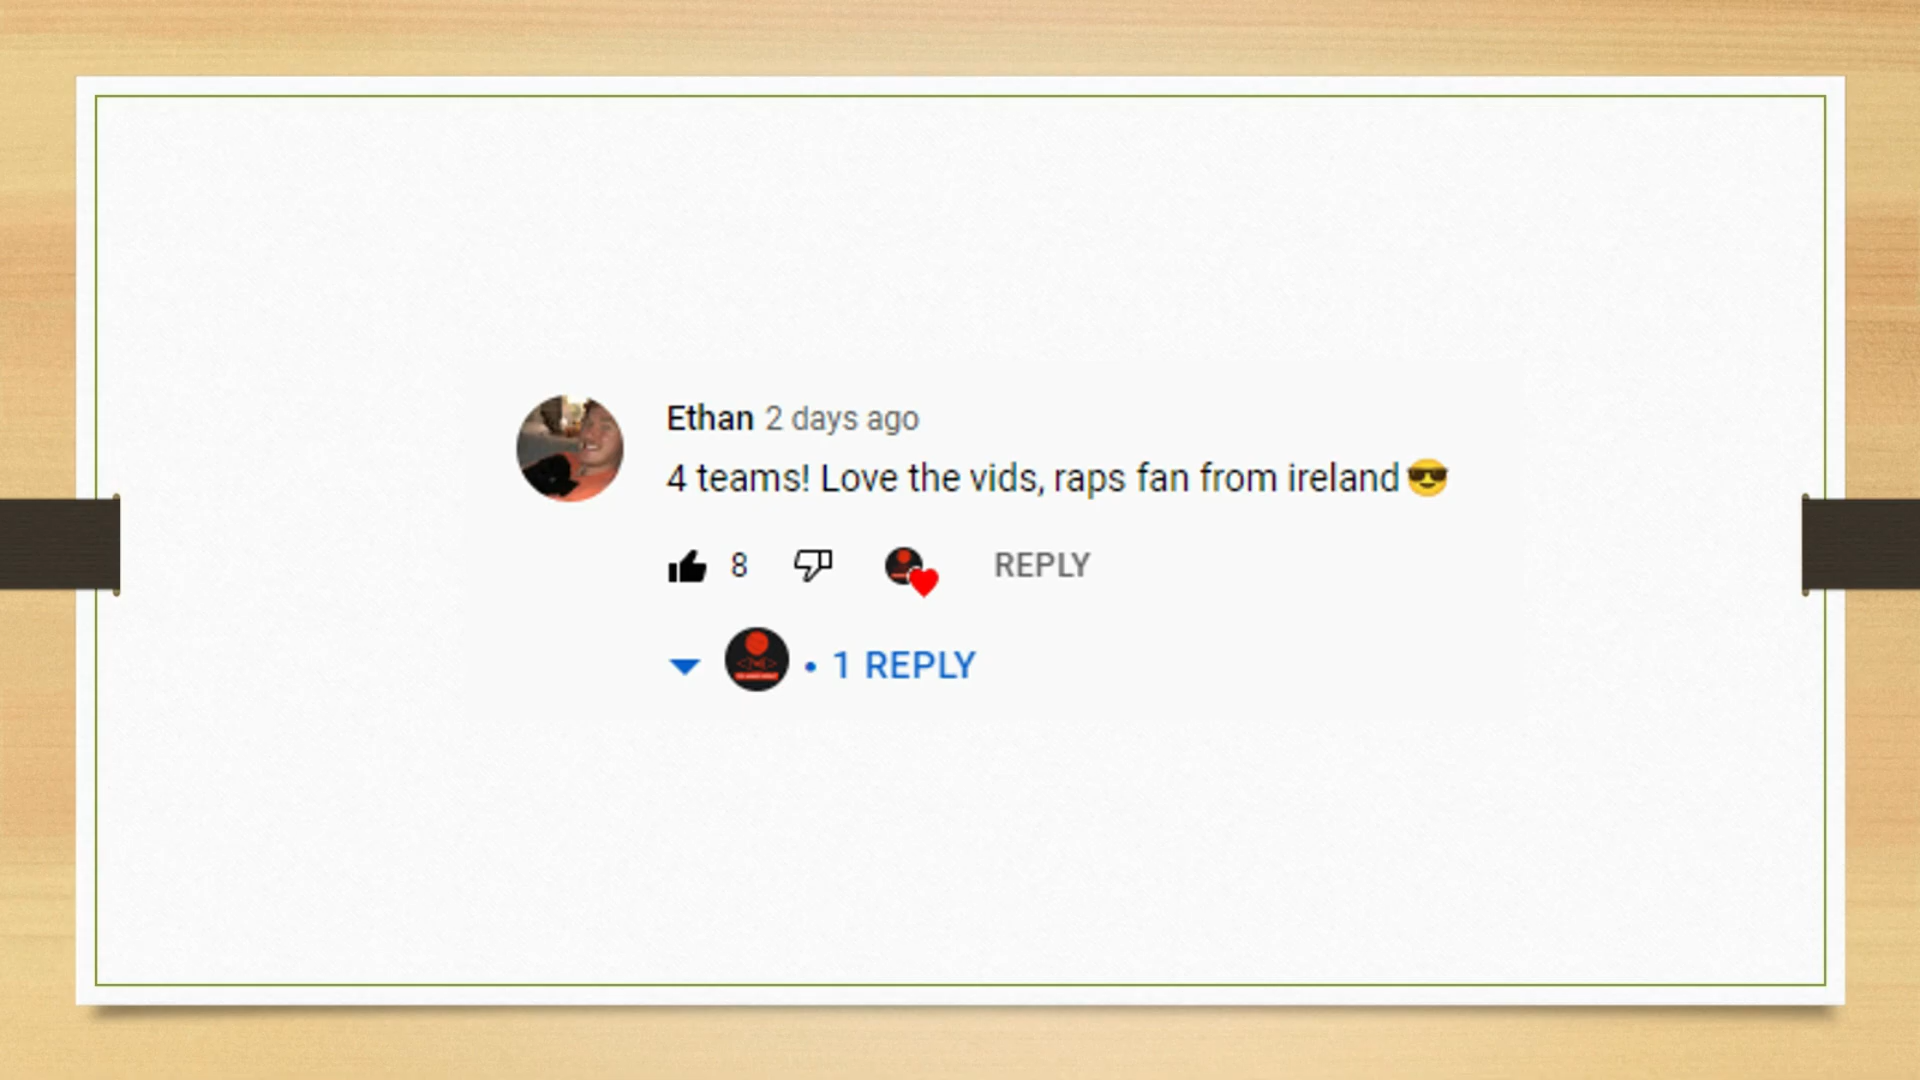 Ethan 2 days ago
4 teams! Love the vids, raps fan from ireland😎
8 REPLY
• 1 REPLY